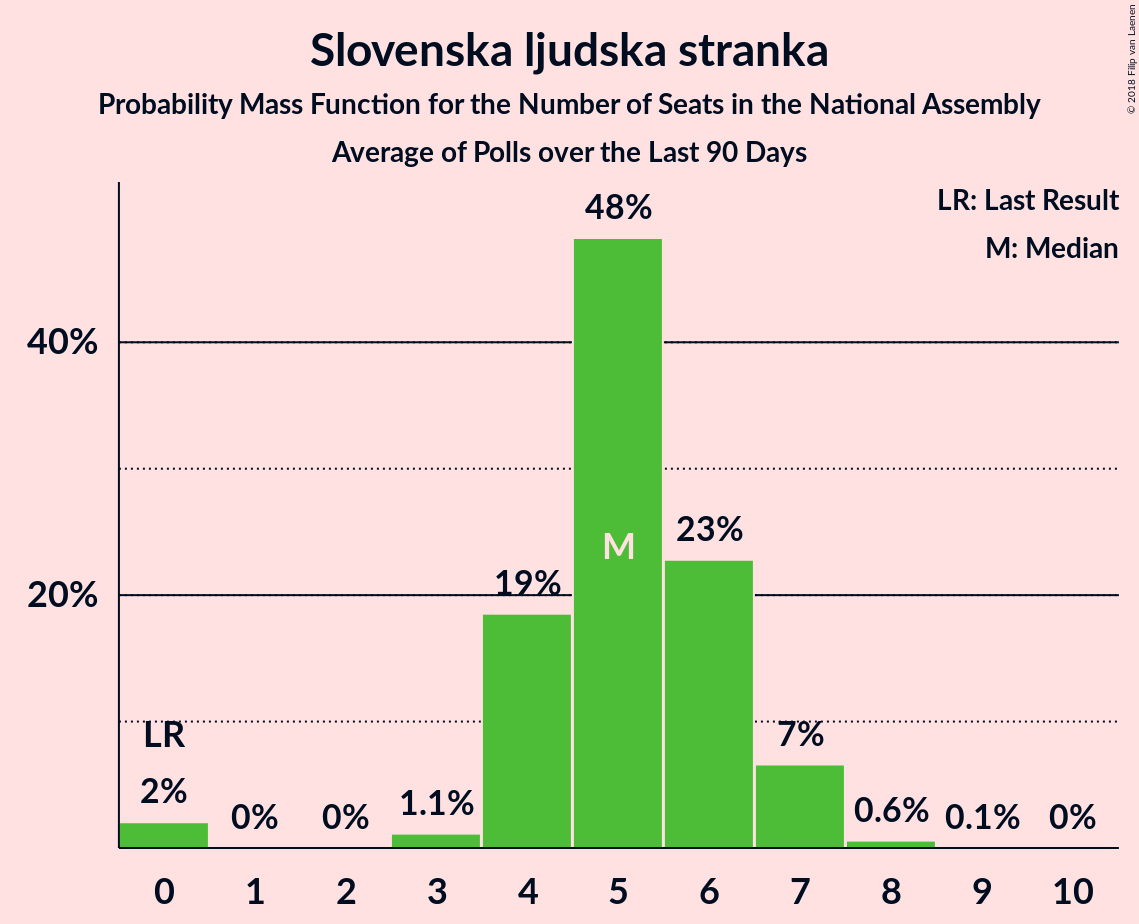 Slovenska ljudska stranka
Probability Mass Function for the Number of Seats in the National Assembly
Average of Polls over the Last 90 Days
© 2018 Filip van Laenen
LR: Last Result
M: Median
40%
20%
LR
2%
0%
0%
1.1%
19%
48%
M
23%
7%
0.6%
0.1%
0%
0 1 2 3 4 5 6 7 8 9 10